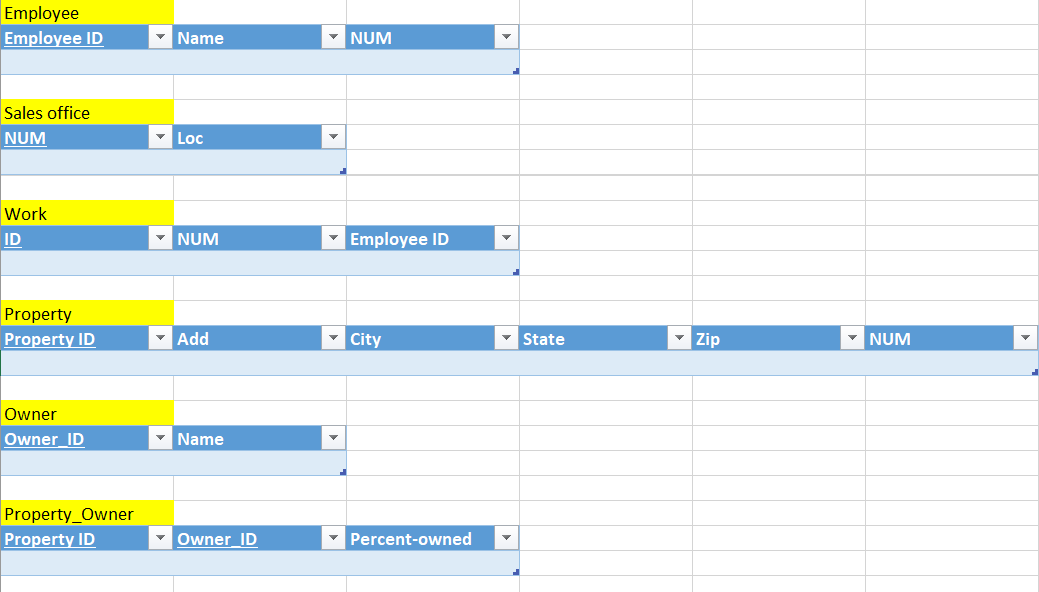 Employee
Employee ID Name NUM
Sales office
NUM Loc
Work
ID NUM Employee ID
Property
Property ID Add City State Zip NUM
Owner
Owner_ID Name
Property_Owner
Property ID Owner_ID Percent-owned